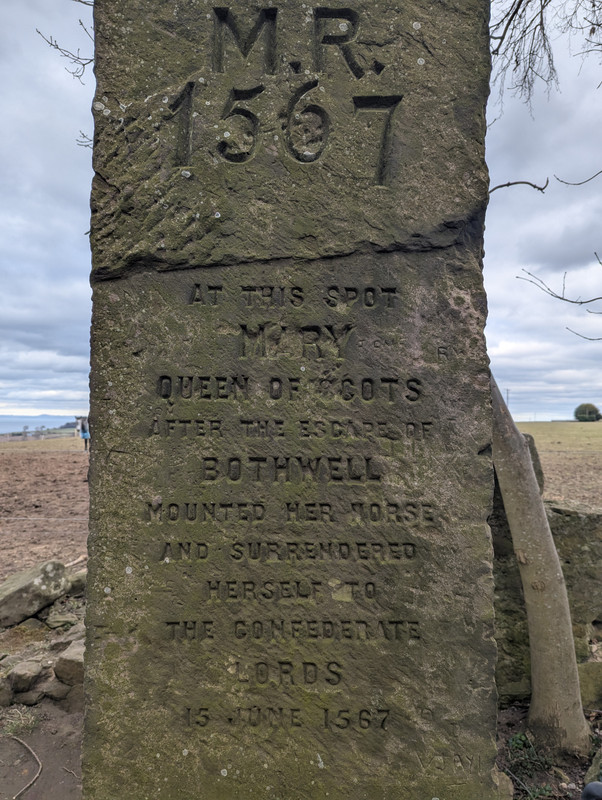 M.R.
1567
AT THIS SPOT
MARY
QUEEN OF SCOTS
AFTER THE ESCAPE OF
BOTHWELL
MOUNTED HER HORSE
AND SURRENDERED
HERSELF TO
THE CONFEDERATE
LORDS
15 JUNE 1567